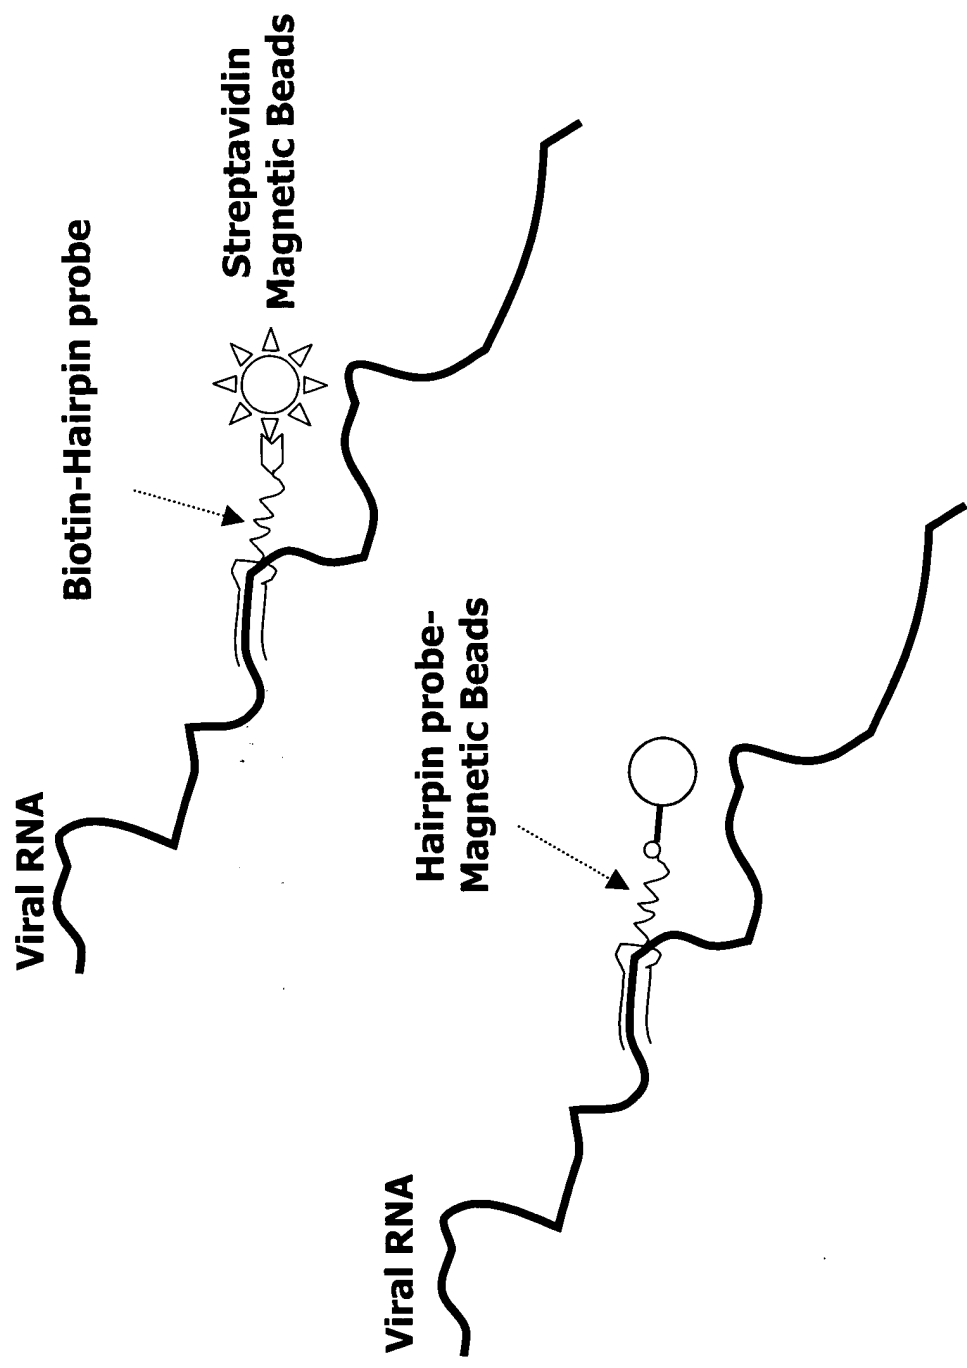 Viral RNA
Biotin-Hairpin probe
Streptavidin
Magnetic Beads
Viral RNA
Hairpin probe-
Magnetic Beads